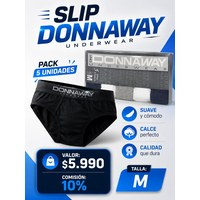 SLIP
DONNAWAY
UNDERWEAR
PACK
5 UNIDADES
DONNAWAY
M
DONNAWAY
SUAVE
y cómodo
CALCE
perfecto
CALIDAD
que dura
VALOR:
$5.990
COMISIÓN:
10%
TALLA:
M